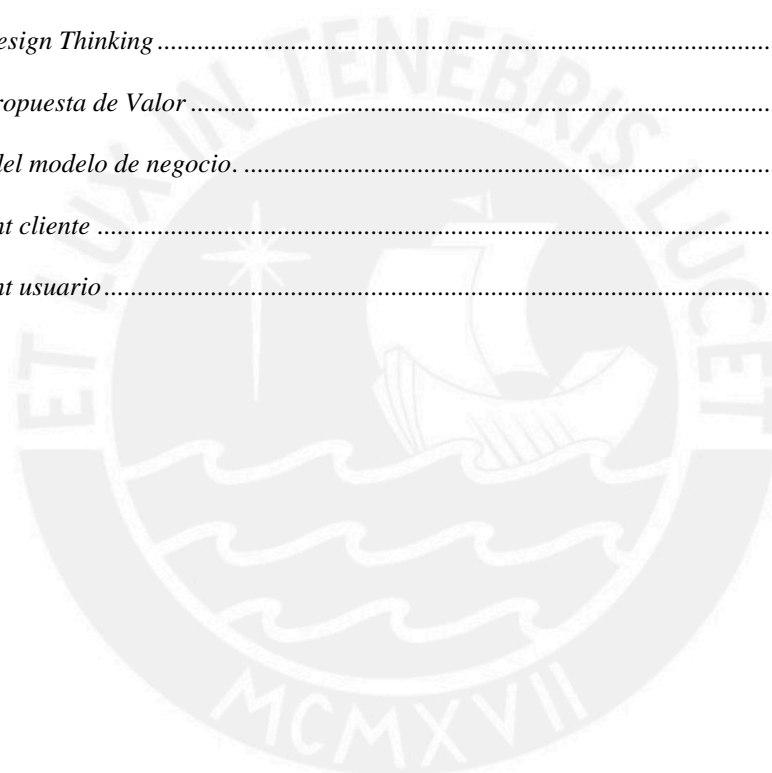 esign Thinking ........................................................................................................
ropuesta de Valor ...................................................................................................
del modelo de negocio. ..........................................................................................
nt cliente .................................................................................................................
nt usuario................................................................................................................
ET LUX IN TENEBRIS LUCET
MCMXVII